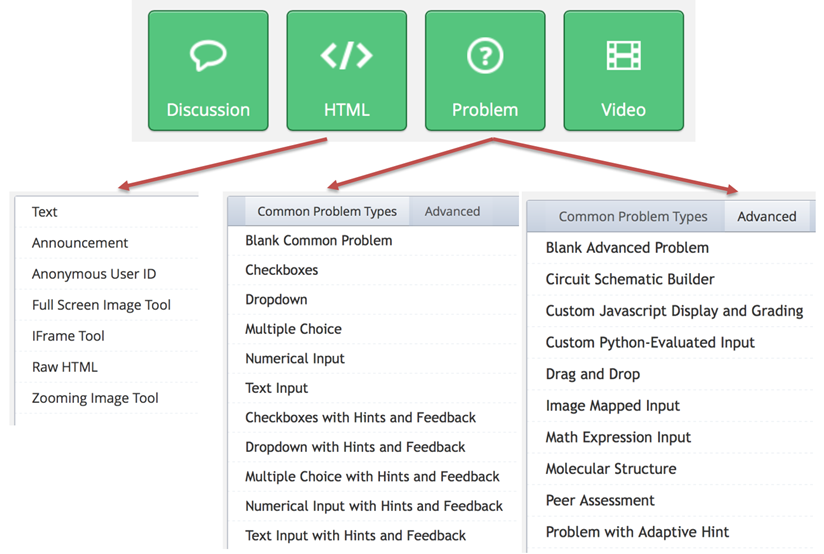 Discussion
HTML
Problem
Video
Text
Announcement
Anonymous User ID
Full Screen Image Tool
IFrame Tool
Raw HTML
Zooming Image Tool
Common Problem Types Advanced
Blank Common Problem
Checkboxes
Dropdown
Multiple Choice
Numerical Input
Text Input
Checkboxes with Hints and Feedback
Dropdown with Hints and Feedback
Multiple Choice with Hints and Feedback
Numerical Input with Hints and Feedback
Text Input with Hints and Feedback
Common Problem Types Advanced
Blank Advanced Problem
Circuit Schematic Builder
Custom Javascript Display and Grading
Custom Python-Evaluated Input
Drag and Drop
Image Mapped Input
Math Expression Input
Molecular Structure
Peer Assessment
Problem with Adaptive Hint